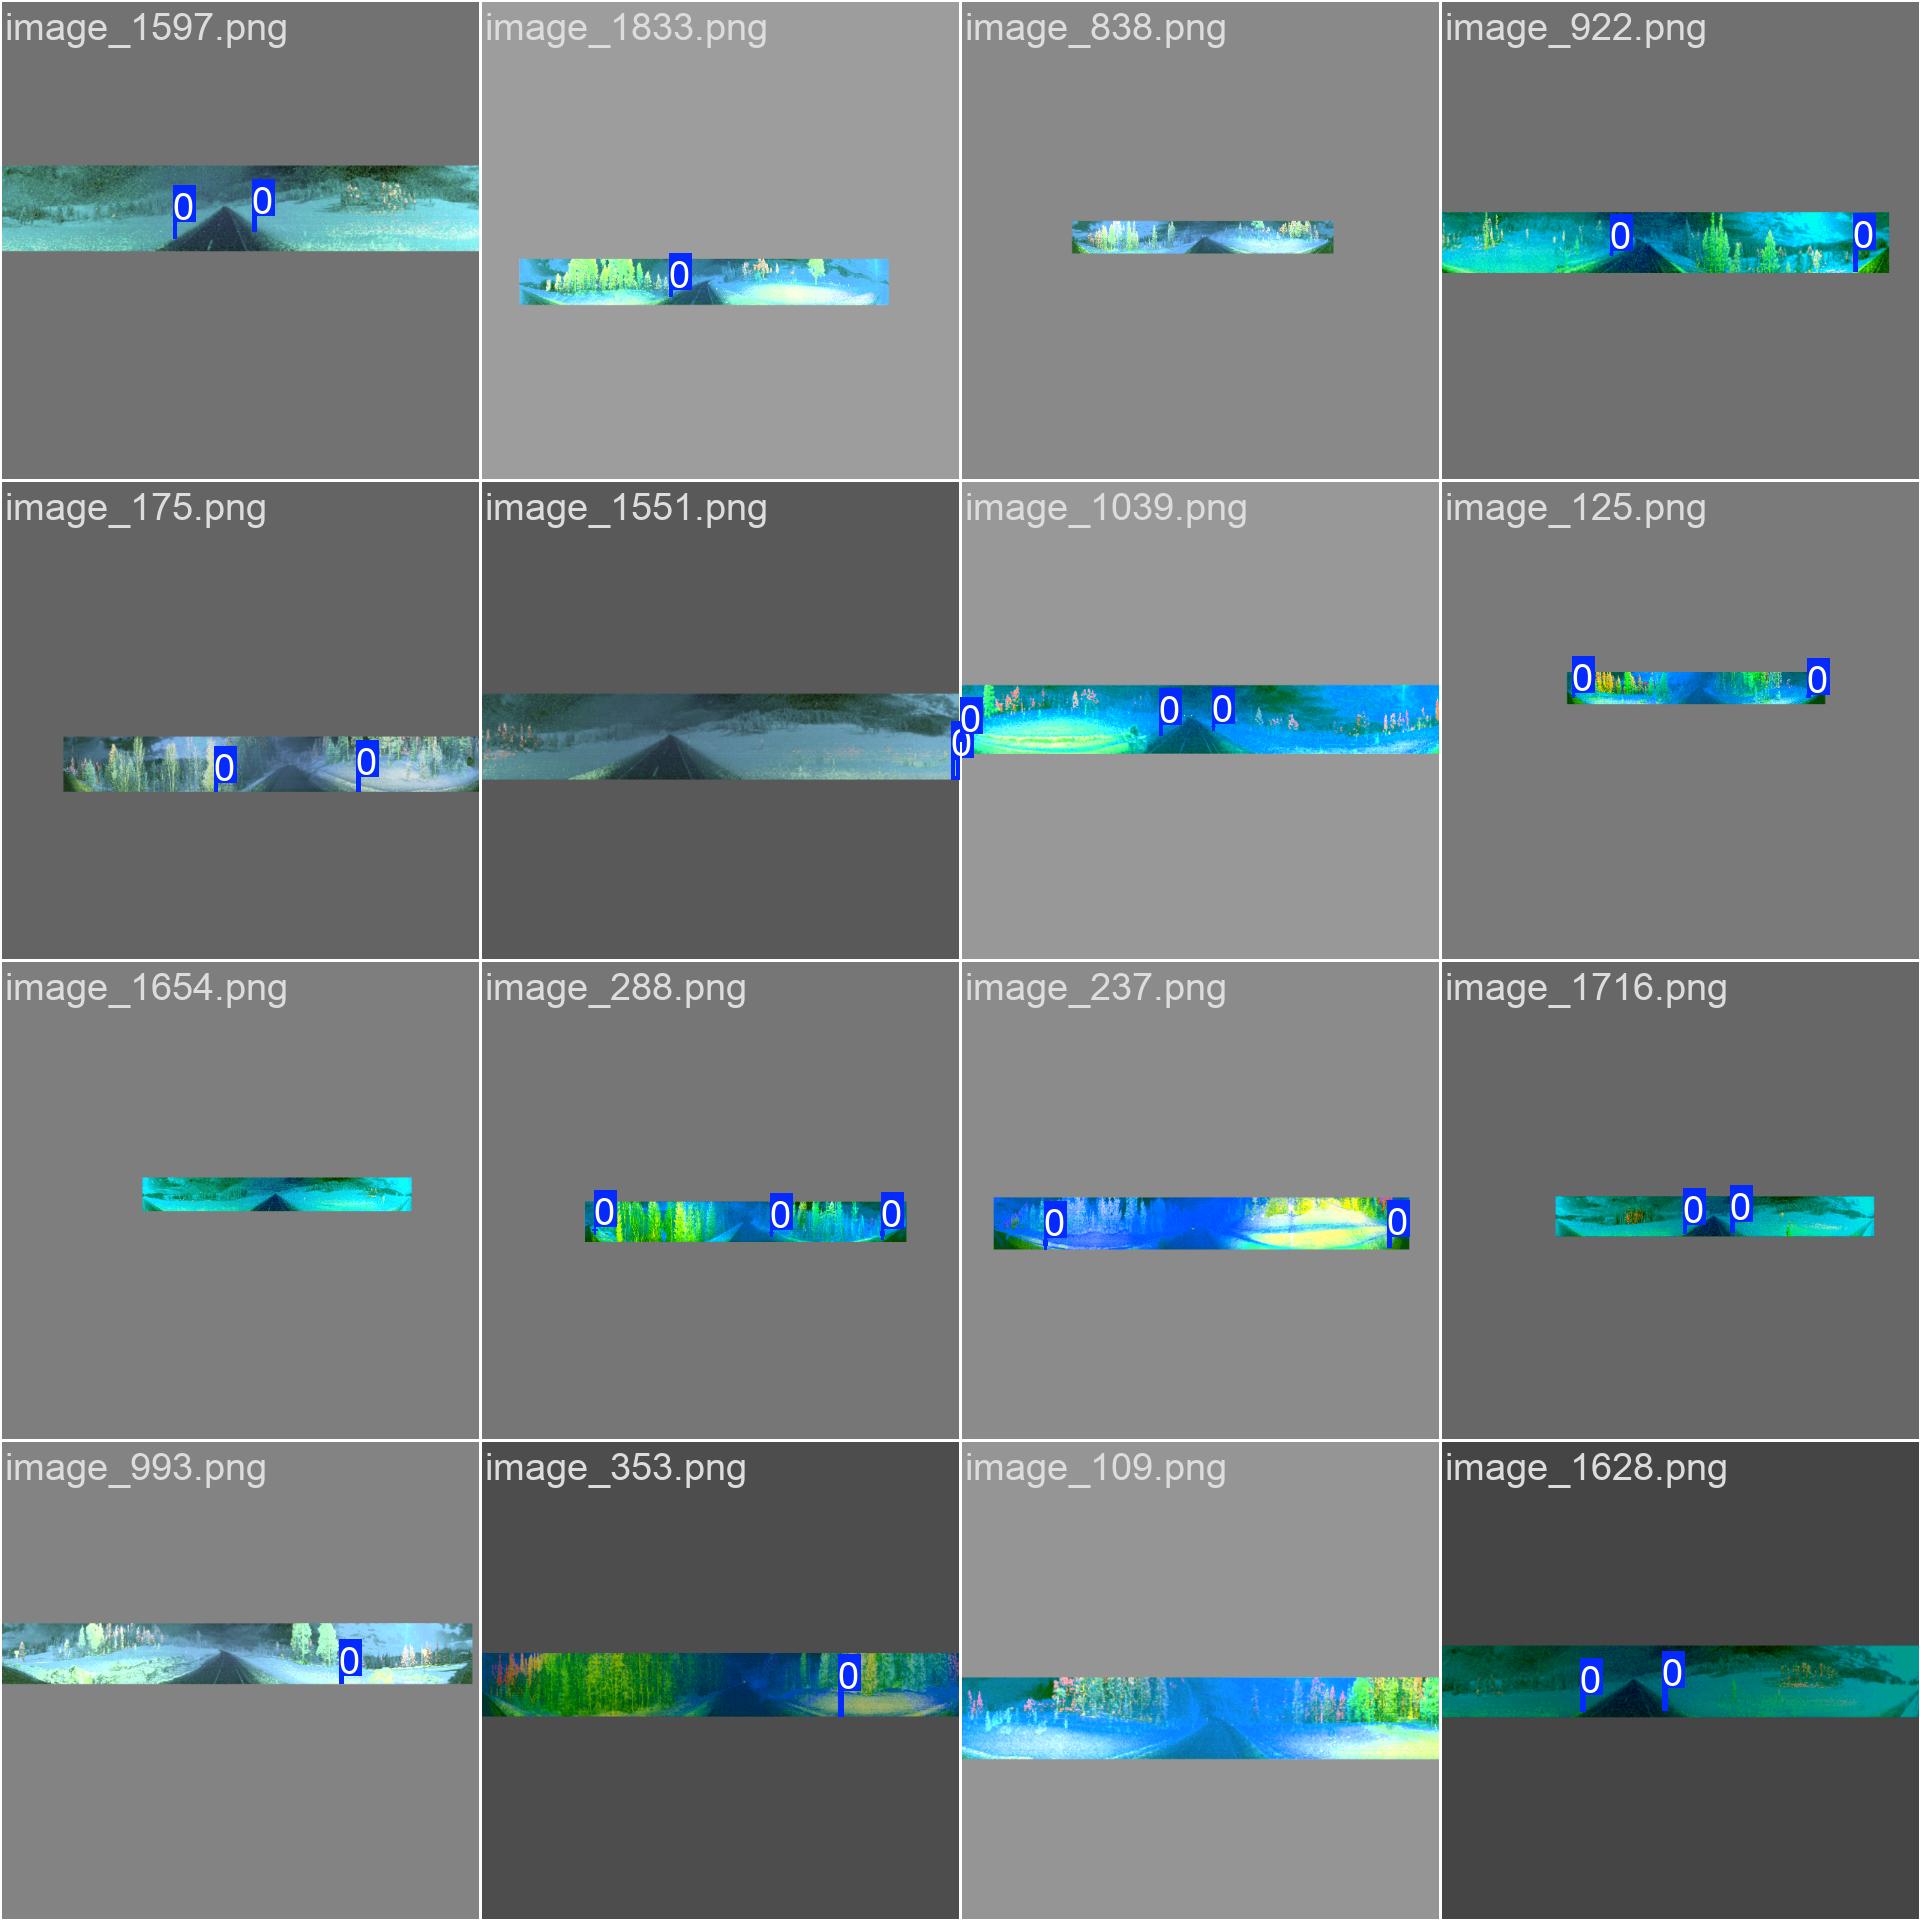 image_1597.png
image_1833.png
image_838.png
image_922.png
0 0
0
0 0
image_175.png
image_1551.png
image_1039.png
image_125.png
0 0
0
0 0 0
0 0
image_1654.png
image_288.png
image_237.png
image_1716.png
0 0 0
0 0
0 0
image_993.png
image_353.png
image_109.png
image_1628.png
0
0
0 0